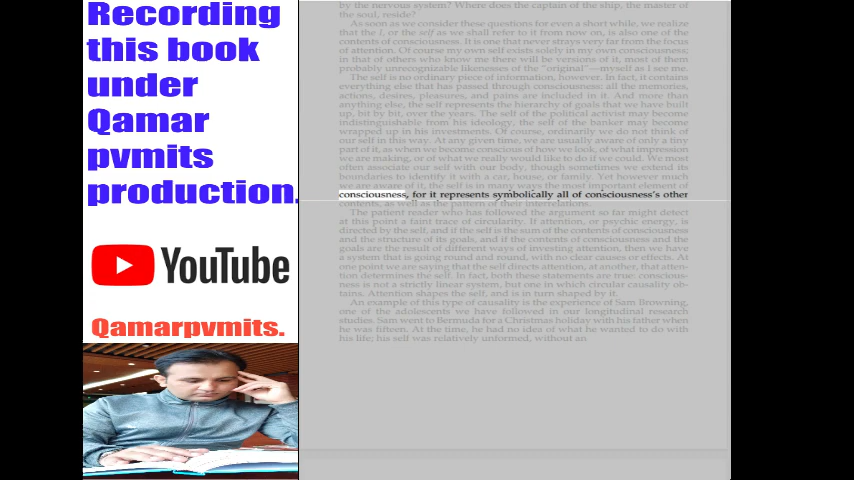 Recording
this book
under
Qamar
pvmits
production.
YouTube
Qamarpvmits.
by the nervous system? Where does the captain of the ship, the master of
the soul, reside?
As soon as we consider these questions for even a short while, we realize
that the I, or the self as we shall refer to it from now on, is also one of the
contents of consciousness. It is one that never strays very far from the focus
of attention. Of course my own self exists solely in my own consciousness;
in that of others who know me there will be versions of it, most of them
probably unrecognizable likenesses of the "original"—myself as I see me.
The self is no ordinary piece of information, however. In fact, it contains
everything else that has passed through consciousness: all the memories,
actions, desires, pleasures, and pains are included in it. And more than
anything else, the self represents the hierarchy of goals that we have built
up, bit by bit, over the years. The self of the political activist may become
indistinguishable from his ideology, the self of the banker may become
wrapped up in his investments. Of course, ordinarily we do not think of
our self in this way. At any given time, we are usually aware of only a tiny
part of it, as when we become conscious of how we look, of what impression
we are making, or of what we really would like to do if we could. We most
often associate our self with our body, though sometimes we extend its
boundaries to identify it with a car, house, or family. Yet however much
we are aware of it, the self is in many ways the most important element of
consciousness, for it represents symbolically all of consciousness's other
contents, as well as the pattern of their interrelations.
The patient reader who has followed the argument so far might detect
at this point a faint trace of circularity. If attention, or psychic energy, is
directed by the self, and if the self is the sum of the contents of consciousness
and the structure of its goals, and if the contents of consciousness and the
goals are the result of different ways of investing attention, then we have
a system that is going round and round, with no clear causes or effects. At
one point we are saying that the self directs attention, at another, that atten-
tion determines the self. In fact, both these statements are true: conscious-
ness is not a strictly linear system, but one in which circular causality ob-
tains. Attention shapes the self, and is in turn shaped by it.
An example of this type of causality is the experience of Sam Browning,
one of the adolescents we have followed in our longitudinal research
studies. Sam went to Bermuda for a Christmas holiday with his father when
he was fifteen. At the time, he had no idea of what he wanted to do with
his life; his self was relatively unformed, without an